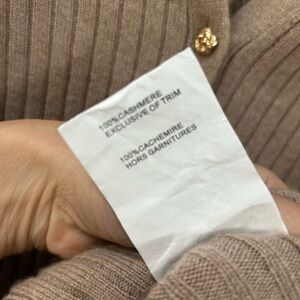 100%CASHMERE
EXCLUSIVE OF TRIM
100%CACHEMIRE
HORS GARNITURES